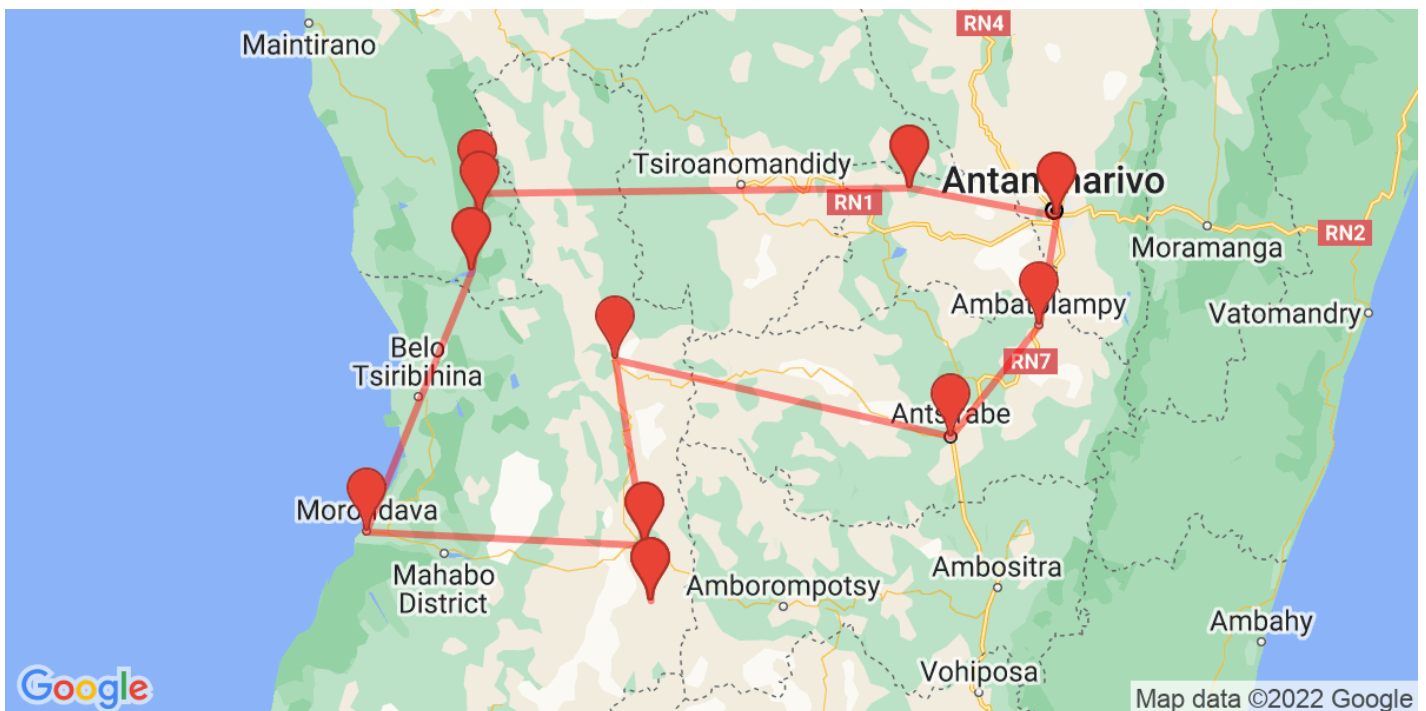 Maintirano
RN4
Tsiroanomandidy
Antananarivo
RN1
RN2
Moramanga
Ambatolampy
Vatomandry
Belo
Tsiribihina
RN7
Antsirabe
Morondava
Mahabo
District
Amborompotsy
Ambositra
Ambahy
Vohiposa
Google
Map data ©2022 Google